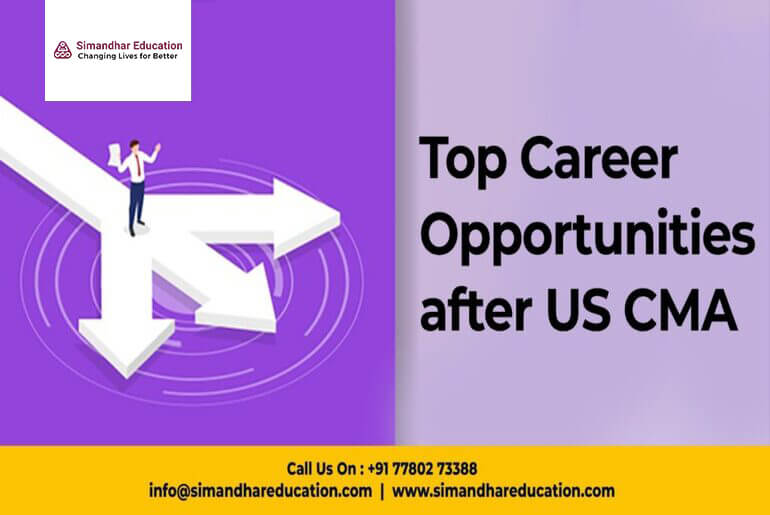 Simandhar Education
Changing Lives for Better
Top Career
Opportunities
after US CMA
Call Us On : +91 77802 73388
info@simandhareducation.com | www.simandhareducation.com